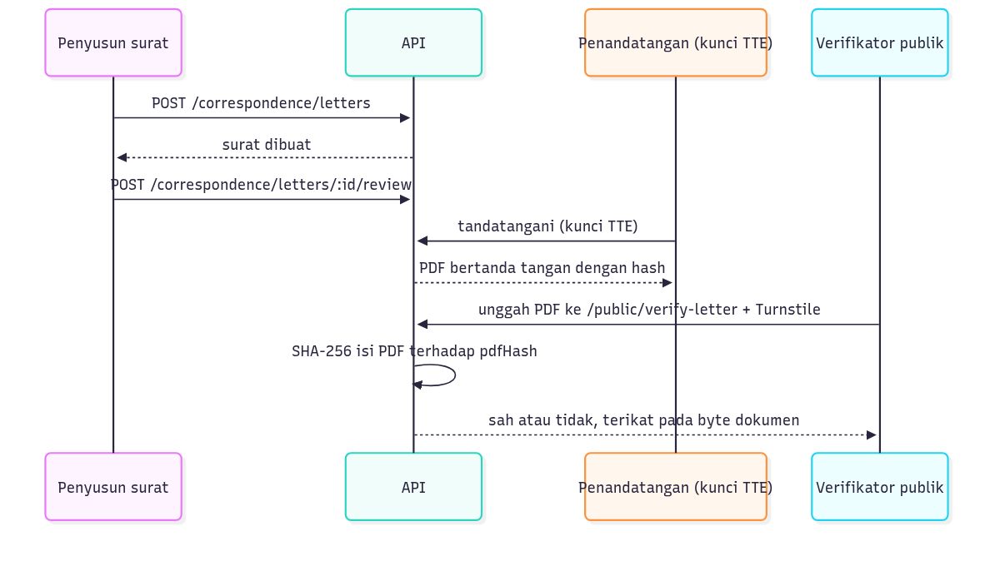 Penyusun surat
API
Penandatangan (kunci TTE)
Verifikator publik
POST /correspondence/letters
surat dibuat
POST /correspondence/letters/:id/review
tandatangani (kunci TTE)
PDF bertanda tangan dengan hash
unggah PDF ke /public/verify-letter + Turnstile
SHA-256 isi PDF terhadap pdfHash
sah atau tidak, terikat pada byte dokumen
Penyusun surat
API
Penandatangan (kunci TTE)
Verifikator publik